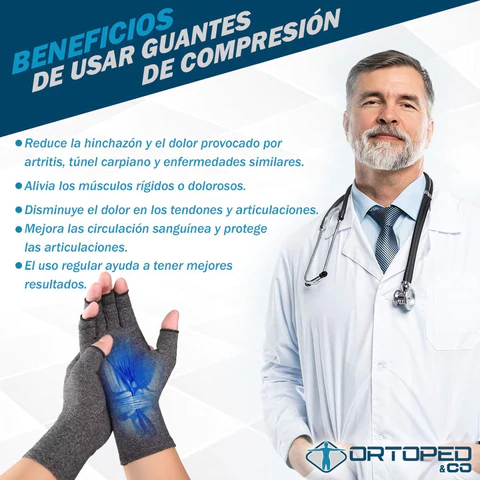 BENEFICIOS
DE USAR GUANTES
DE COMPRESIÓN
Reduce la hinchazón y el dolor provocado por
artritis, túnel carpiano y enfermedades similares.
Alivia los músculos rígidos o dolorosos.
Disminuye el dolor en los tendones y articulaciones.
Mejora las circulación sanguínea y protege
las articulaciones.
El uso regular ayuda a tener mejores
resultados.
ORTOPED
&CO